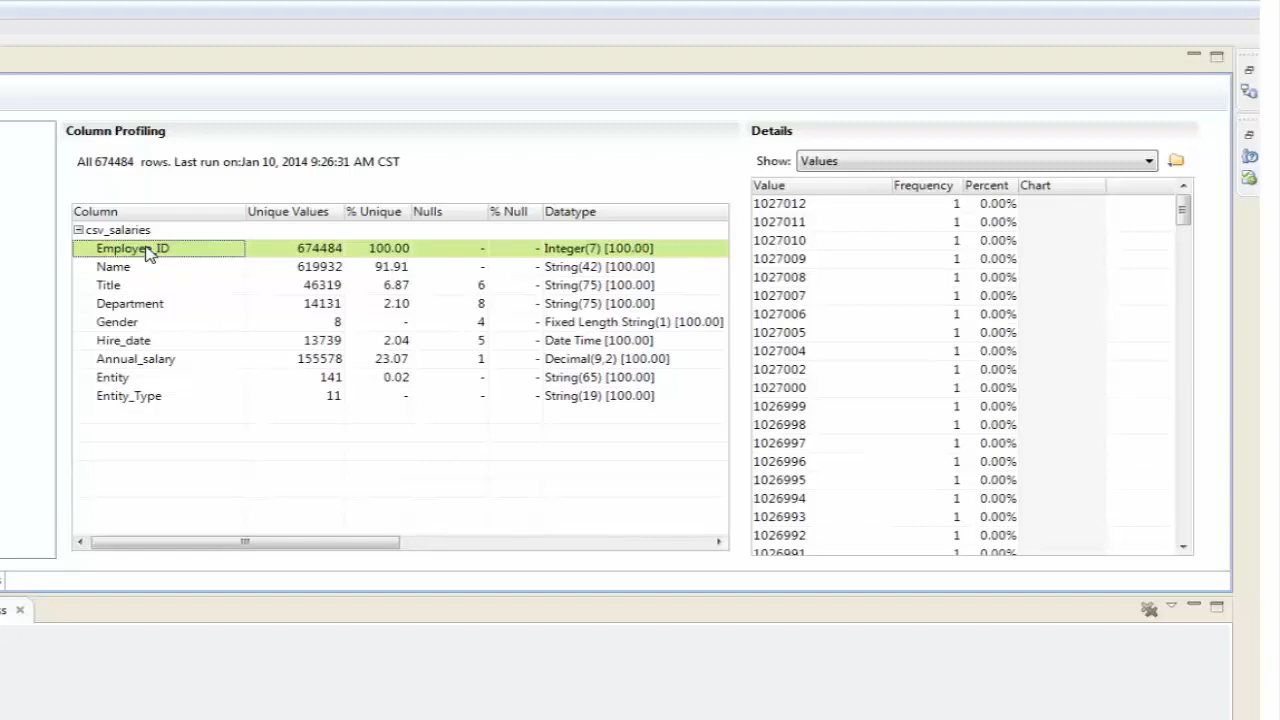 Column Profiling
All 674484 rows. Last run on:Jan 10, 2014 9:26:31 AM CST
Column Unique Values % Unique Nulls % Null Datatype
csv_salaries
Employee_ID 674484 100.00 - - Integer(7) [100.00]
Name 619932 91.91 - - String(42) [100.00]
Title 46319 6.87 6 - String(75) [100.00]
Department 14131 2.10 8 - String(75) [100.00]
Gender 8 - 4 - Fixed Length String(1) [100.00]
Hire_date 13739 2.04 5 - Date Time [100.00]
Annual_salary 155578 23.07 1 - Decimal(9,2) [100.00]
Entity 141 0.02 - - String(65) [100.00]
Entity_Type 11 - - - String(19) [100.00]
Details
Show: Values
Value Frequency Percent Chart
1027012 1 0.00%
1027011 1 0.00%
1027010 1 0.00%
1027009 1 0.00%
1027008 1 0.00%
1027007 1 0.00%
1027006 1 0.00%
1027005 1 0.00%
1027004 1 0.00%
1027002 1 0.00%
1027000 1 0.00%
1026999 1 0.00%
1026998 1 0.00%
1026997 1 0.00%
1026996 1 0.00%
1026995 1 0.00%
1026994 1 0.00%
1026993 1 0.00%
1026992 1 0.00%
1026991 1 0.00%